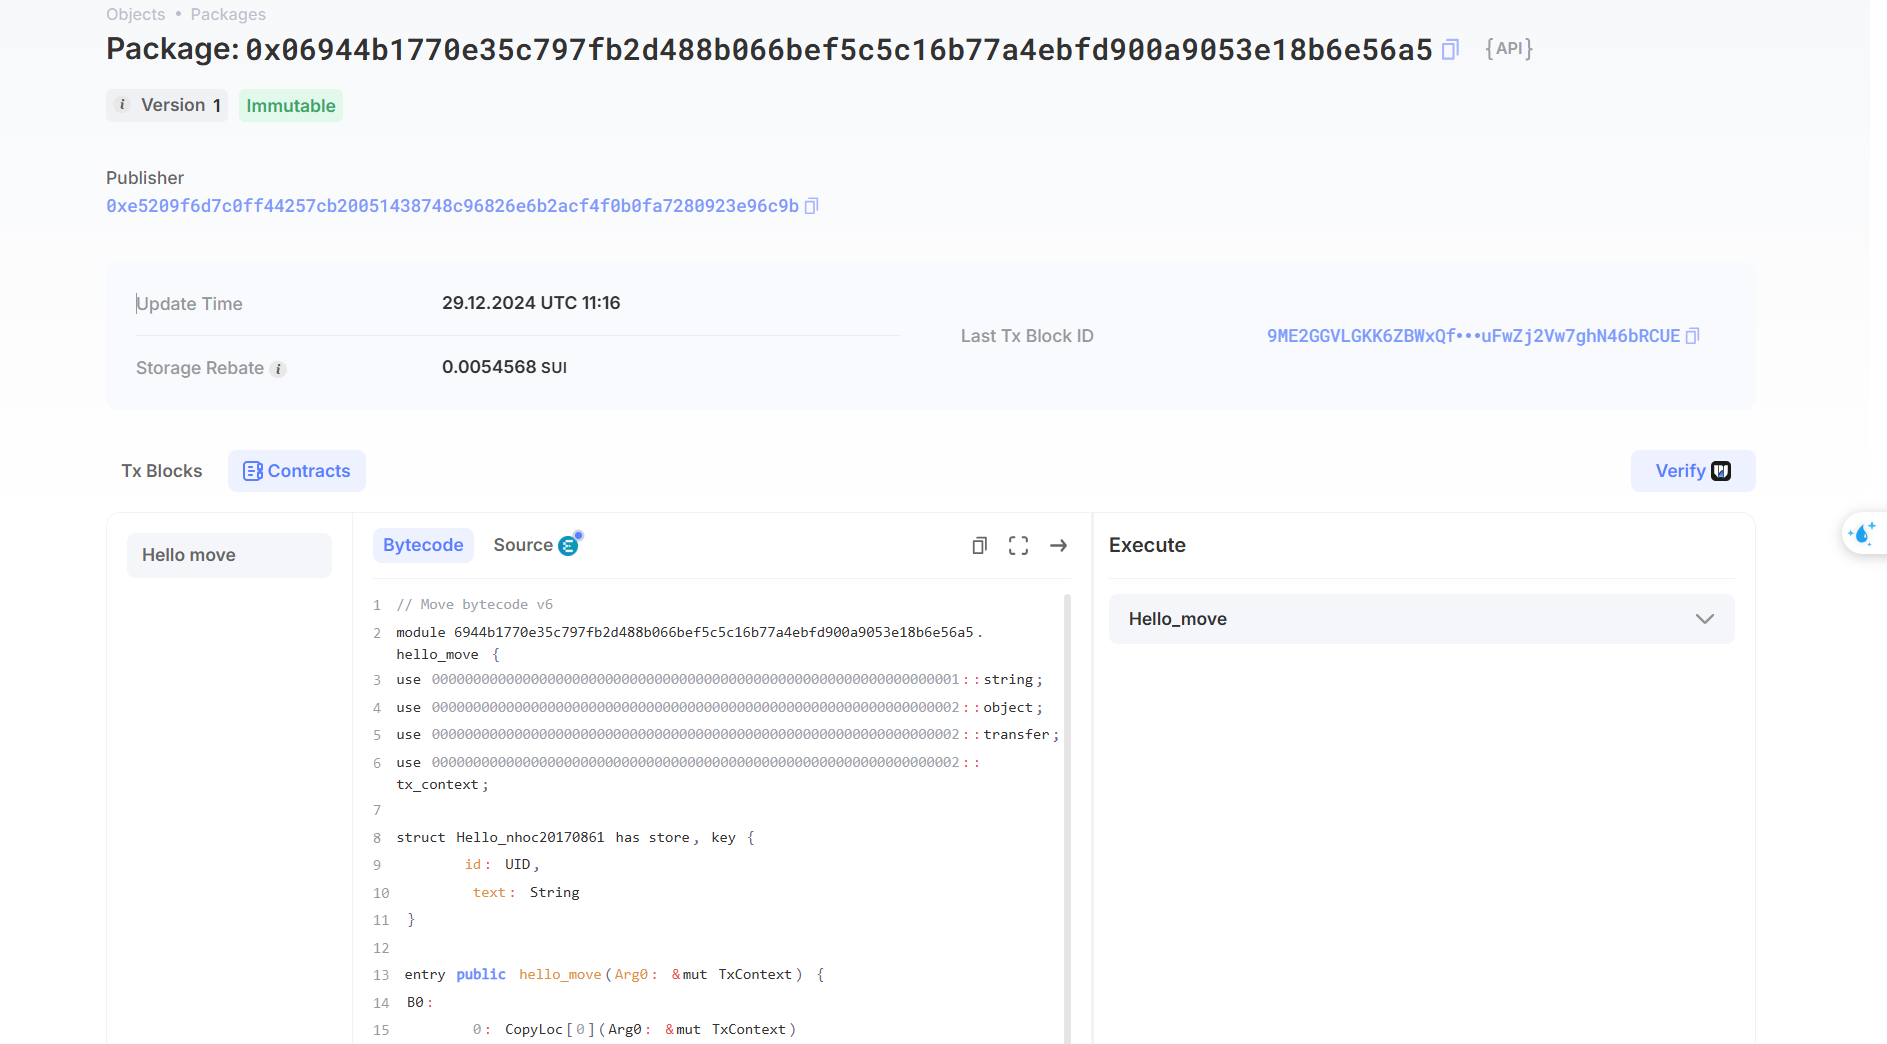 Objects • Packages
Package: 0x06944b1770e35c797fb2d488b066bef5c5c16b77a4ebfd900a9053e18b6e56a5 {API}
i Version 1 Immutable
Publisher
0xe5209f6d7c0ff44257cb20051438748c96826e6b2acf4f0b0fa7280923e96c9b
Update Time 29.12.2024 UTC 11:16
Last Tx Block ID 9ME2GGVLGKK6ZBWxQf•••uFwZj2Vw7ghN46bRCUE
Storage Rebate i 0.0054568 SUI
Tx Blocks Contracts Verify
Hello move
Bytecode Source
1 // Move bytecode v6
2 module 6944b1770e35c797fb2d488b066bef5c5c16b77a4ebfd900a9053e18b6e56a5.
hello_move {
3 use 0000000000000000000000000000000000000000000000000000000000000001::string;
4 use 0000000000000000000000000000000000000000000000000000000000000002::object;
5 use 0000000000000000000000000000000000000000000000000000000000000002::transfer;
6 use 0000000000000000000000000000000000000000000000000000000000000002::
tx_context;
7
8 struct Hello_nhoc20170861 has store, key {
9 id: UID,
10 text: String
11 }
12
13 entry public hello_move(Arg0: &mut TxContext) {
14 B0:
15 0: CopyLoc[0](Arg0: &mut TxContext)
Execute
Hello_move